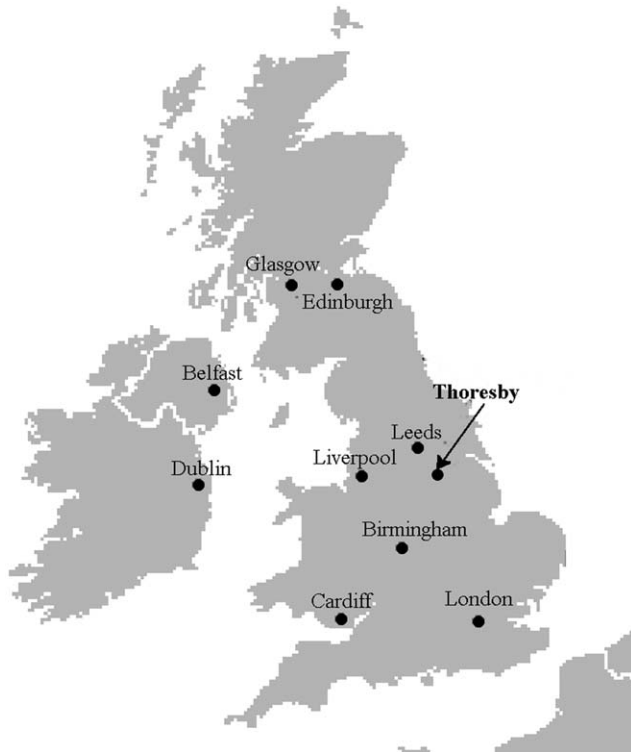 Glasgow
Edinburgh
Belfast
Thoresby
Leeds
Liverpool
Dublin
Birmingham
Cardiff
London